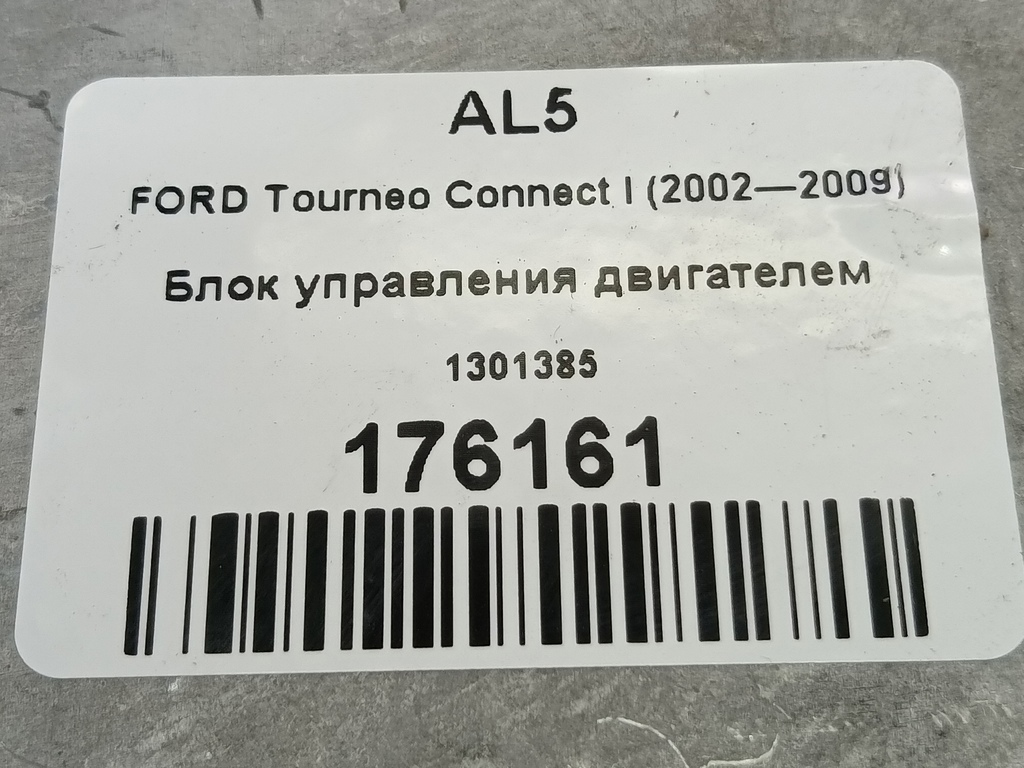 AL5
FORD Tourneo Connect I (2002—2009)
Блок управления двигателем
1301385
176161